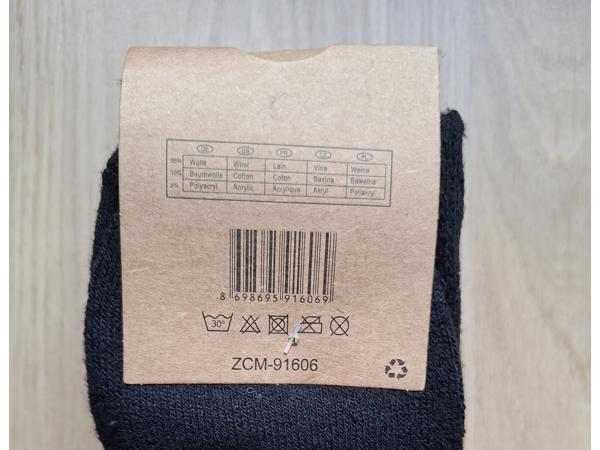 DE GB FR CZ PL
Wolle Wool Lain Vlna Wełna
10% Baumwolle Cotton Coton Bavlna Bawełna
Polyacryl Acrylic Acrylique Akryl Poliakryl
8 698695 916069
30°
ZCM-91606